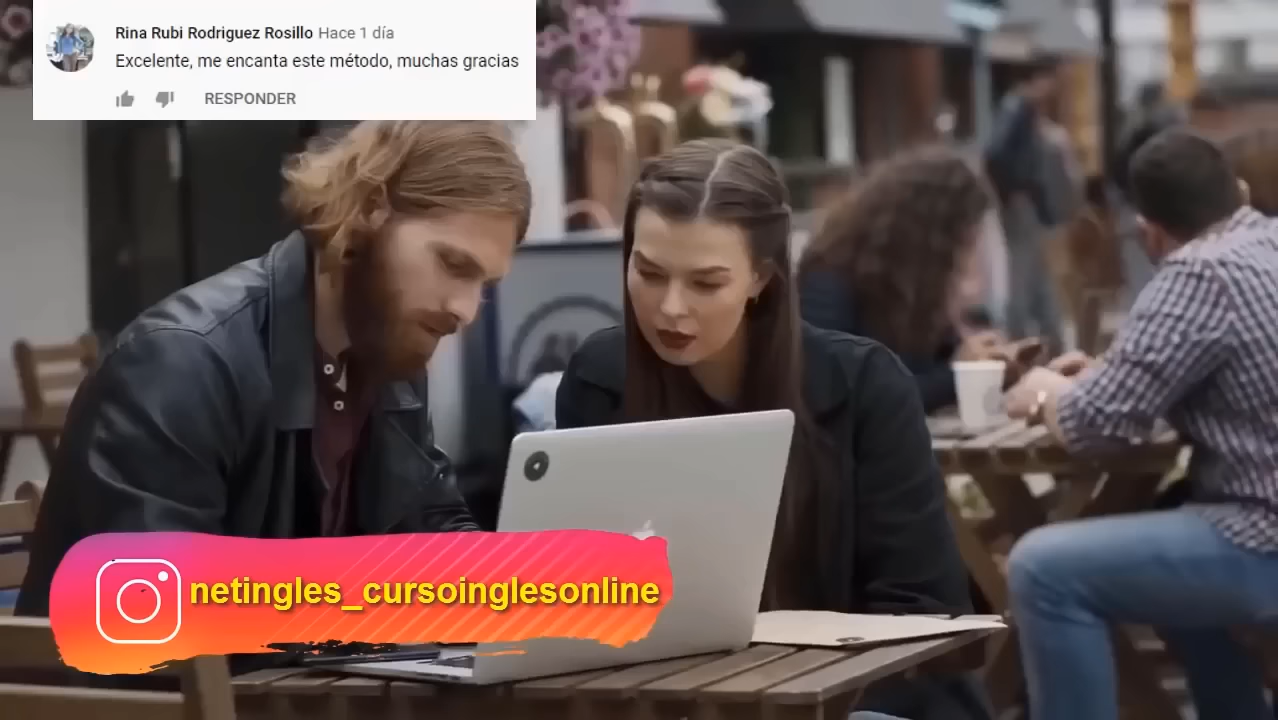 Rina Rubi Rodriguez Rosillo Hace 1 día
Excelente, me encanta este método, muchas gracias
RESPONDER
netingles_cursoinglesonline